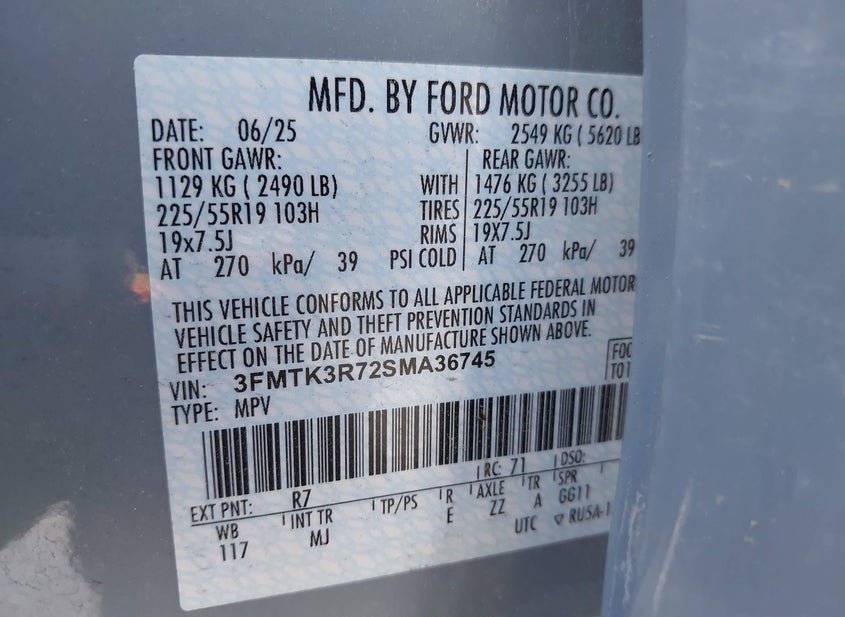 MFD. BY FORD MOTOR CO.
DATE: 06/25 GVWR: 2549 KG ( 5620 LB
FRONT GAWR: REAR GAWR:
1129 KG ( 2490 LB) WITH 1476 KG ( 3255 LB)
225/55R19 103H TIRES 225/55R19 103H
19x7.5J RIMS 19X7.5J
AT 270 kPa/ 39 PSI COLD AT 270 kPa/ 39
THIS VEHICLE CONFORMS TO ALL APPLICABLE FEDERAL MOTOR
VEHICLE SAFETY AND THEFT PREVENTION STANDARDS IN
EFFECT ON THE DATE OF MANUFACTURE SHOWN ABOVE.
VIN: 3FMTK3R72SMA36745
TYPE: MPV
EXT PNT: R7 RC: 71 DSO:
WB INT TR TP/PS R AXLE TR SPR
117 MJ E ZZ A GG11
UTC ▽ RU5A-1